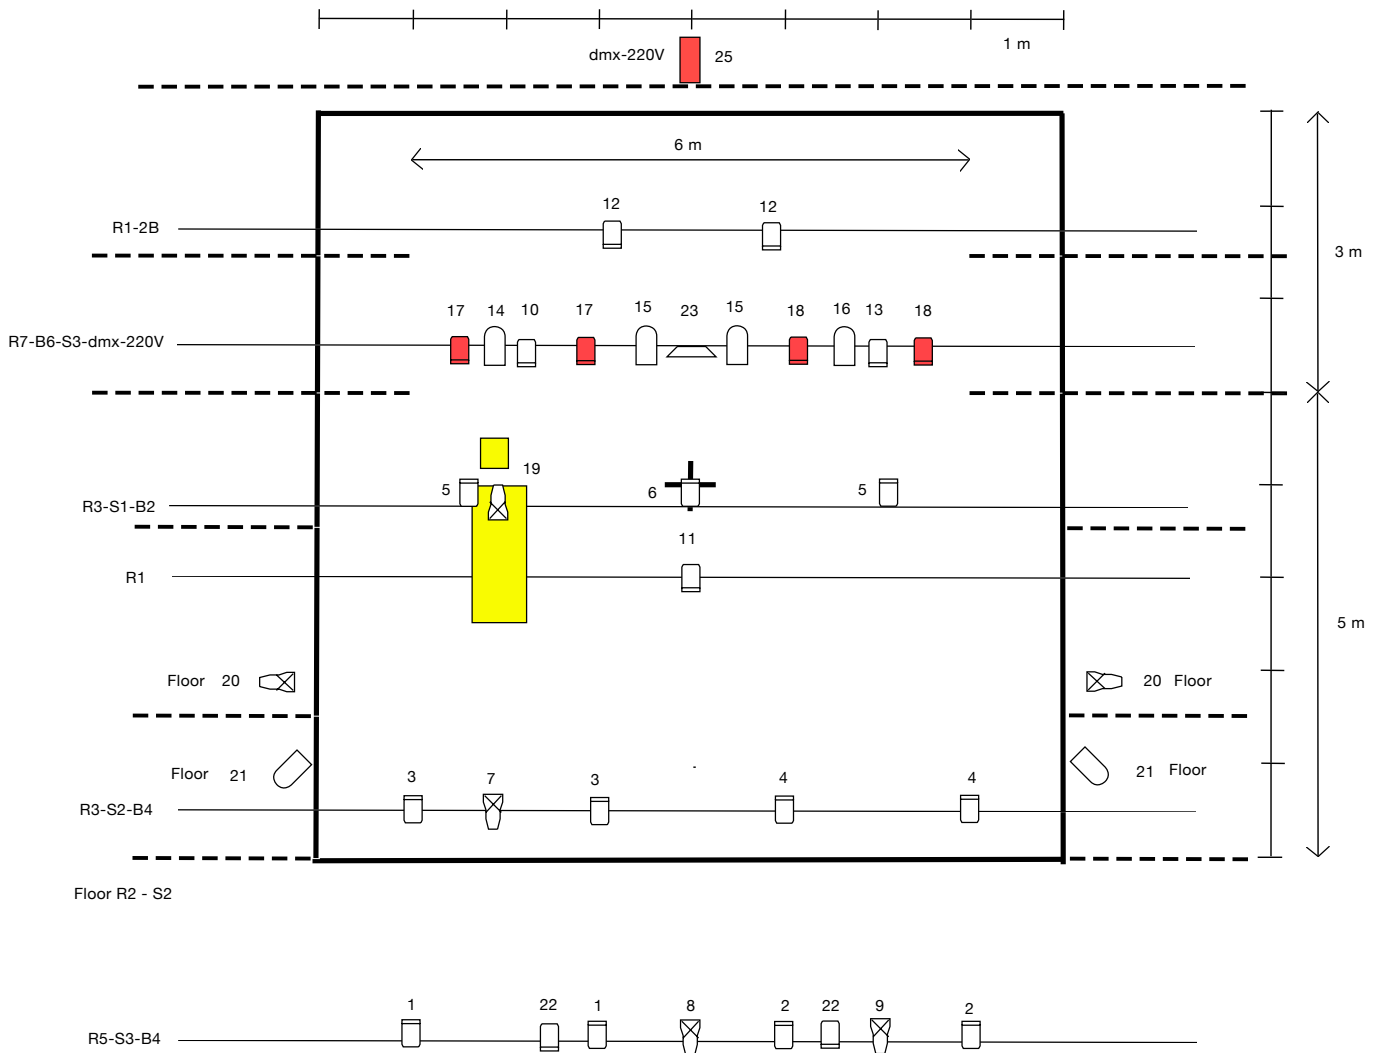 1 m
dmx-220V 25
6 m
12 12
R1-2B
3 m
17 14 10 17 15 23 15 18 16 13 18
R7-B6-S3-dmx-220V
19
5 6 5
R3-S1-B2
11
R1
5 m
Floor 20 20 Floor
Floor 21 21 Floor
3 7 3 4 4
R3-S2-B4
Floor R2 - S2
1 22 1 8 2 22 9 2
R5-S3-B4